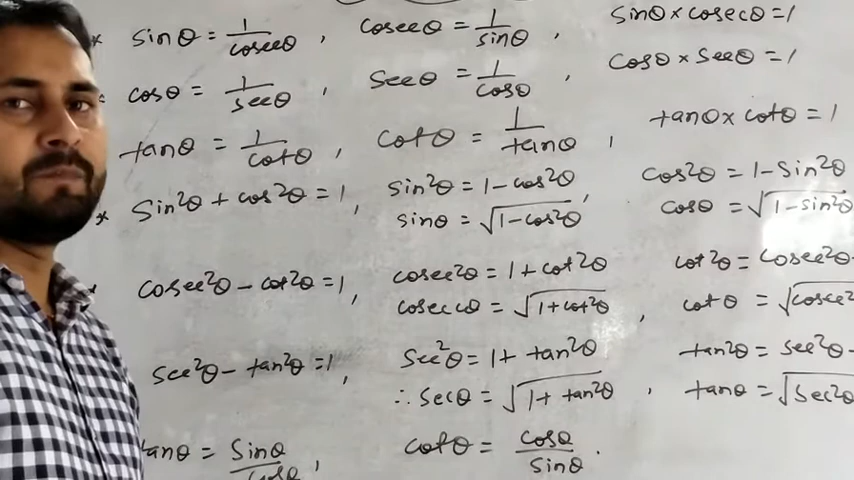 * sinθ = 1/cosecθ , cosecθ = 1/sinθ , sinθ × cosecθ = 1
cosθ = 1/secθ , secθ = 1/cosθ , cosθ × secθ = 1
tanθ = 1/cotθ , cotθ = 1/tanθ , tanθ × cotθ = 1
* sin²θ + cos²θ = 1 , sin²θ = 1 - cos²θ , cos²θ = 1 - sin²θ
sinθ = √(1 - cos²θ) cosθ = √(1 - sin²θ)
cosec²θ - cot²θ = 1 , cosec²θ = 1 + cot²θ cot²θ = cosec²θ -
cosecθ = √(1 + cot²θ) , cotθ = √cosec²
sec²θ - tan²θ = 1 , sec²θ = 1 + tan²θ tan²θ = sec²θ -
∴ secθ = √(1 + tan²θ) , tanθ = √sec²θ
tanθ = sinθ/cosθ , cotθ = cosθ/sinθ .